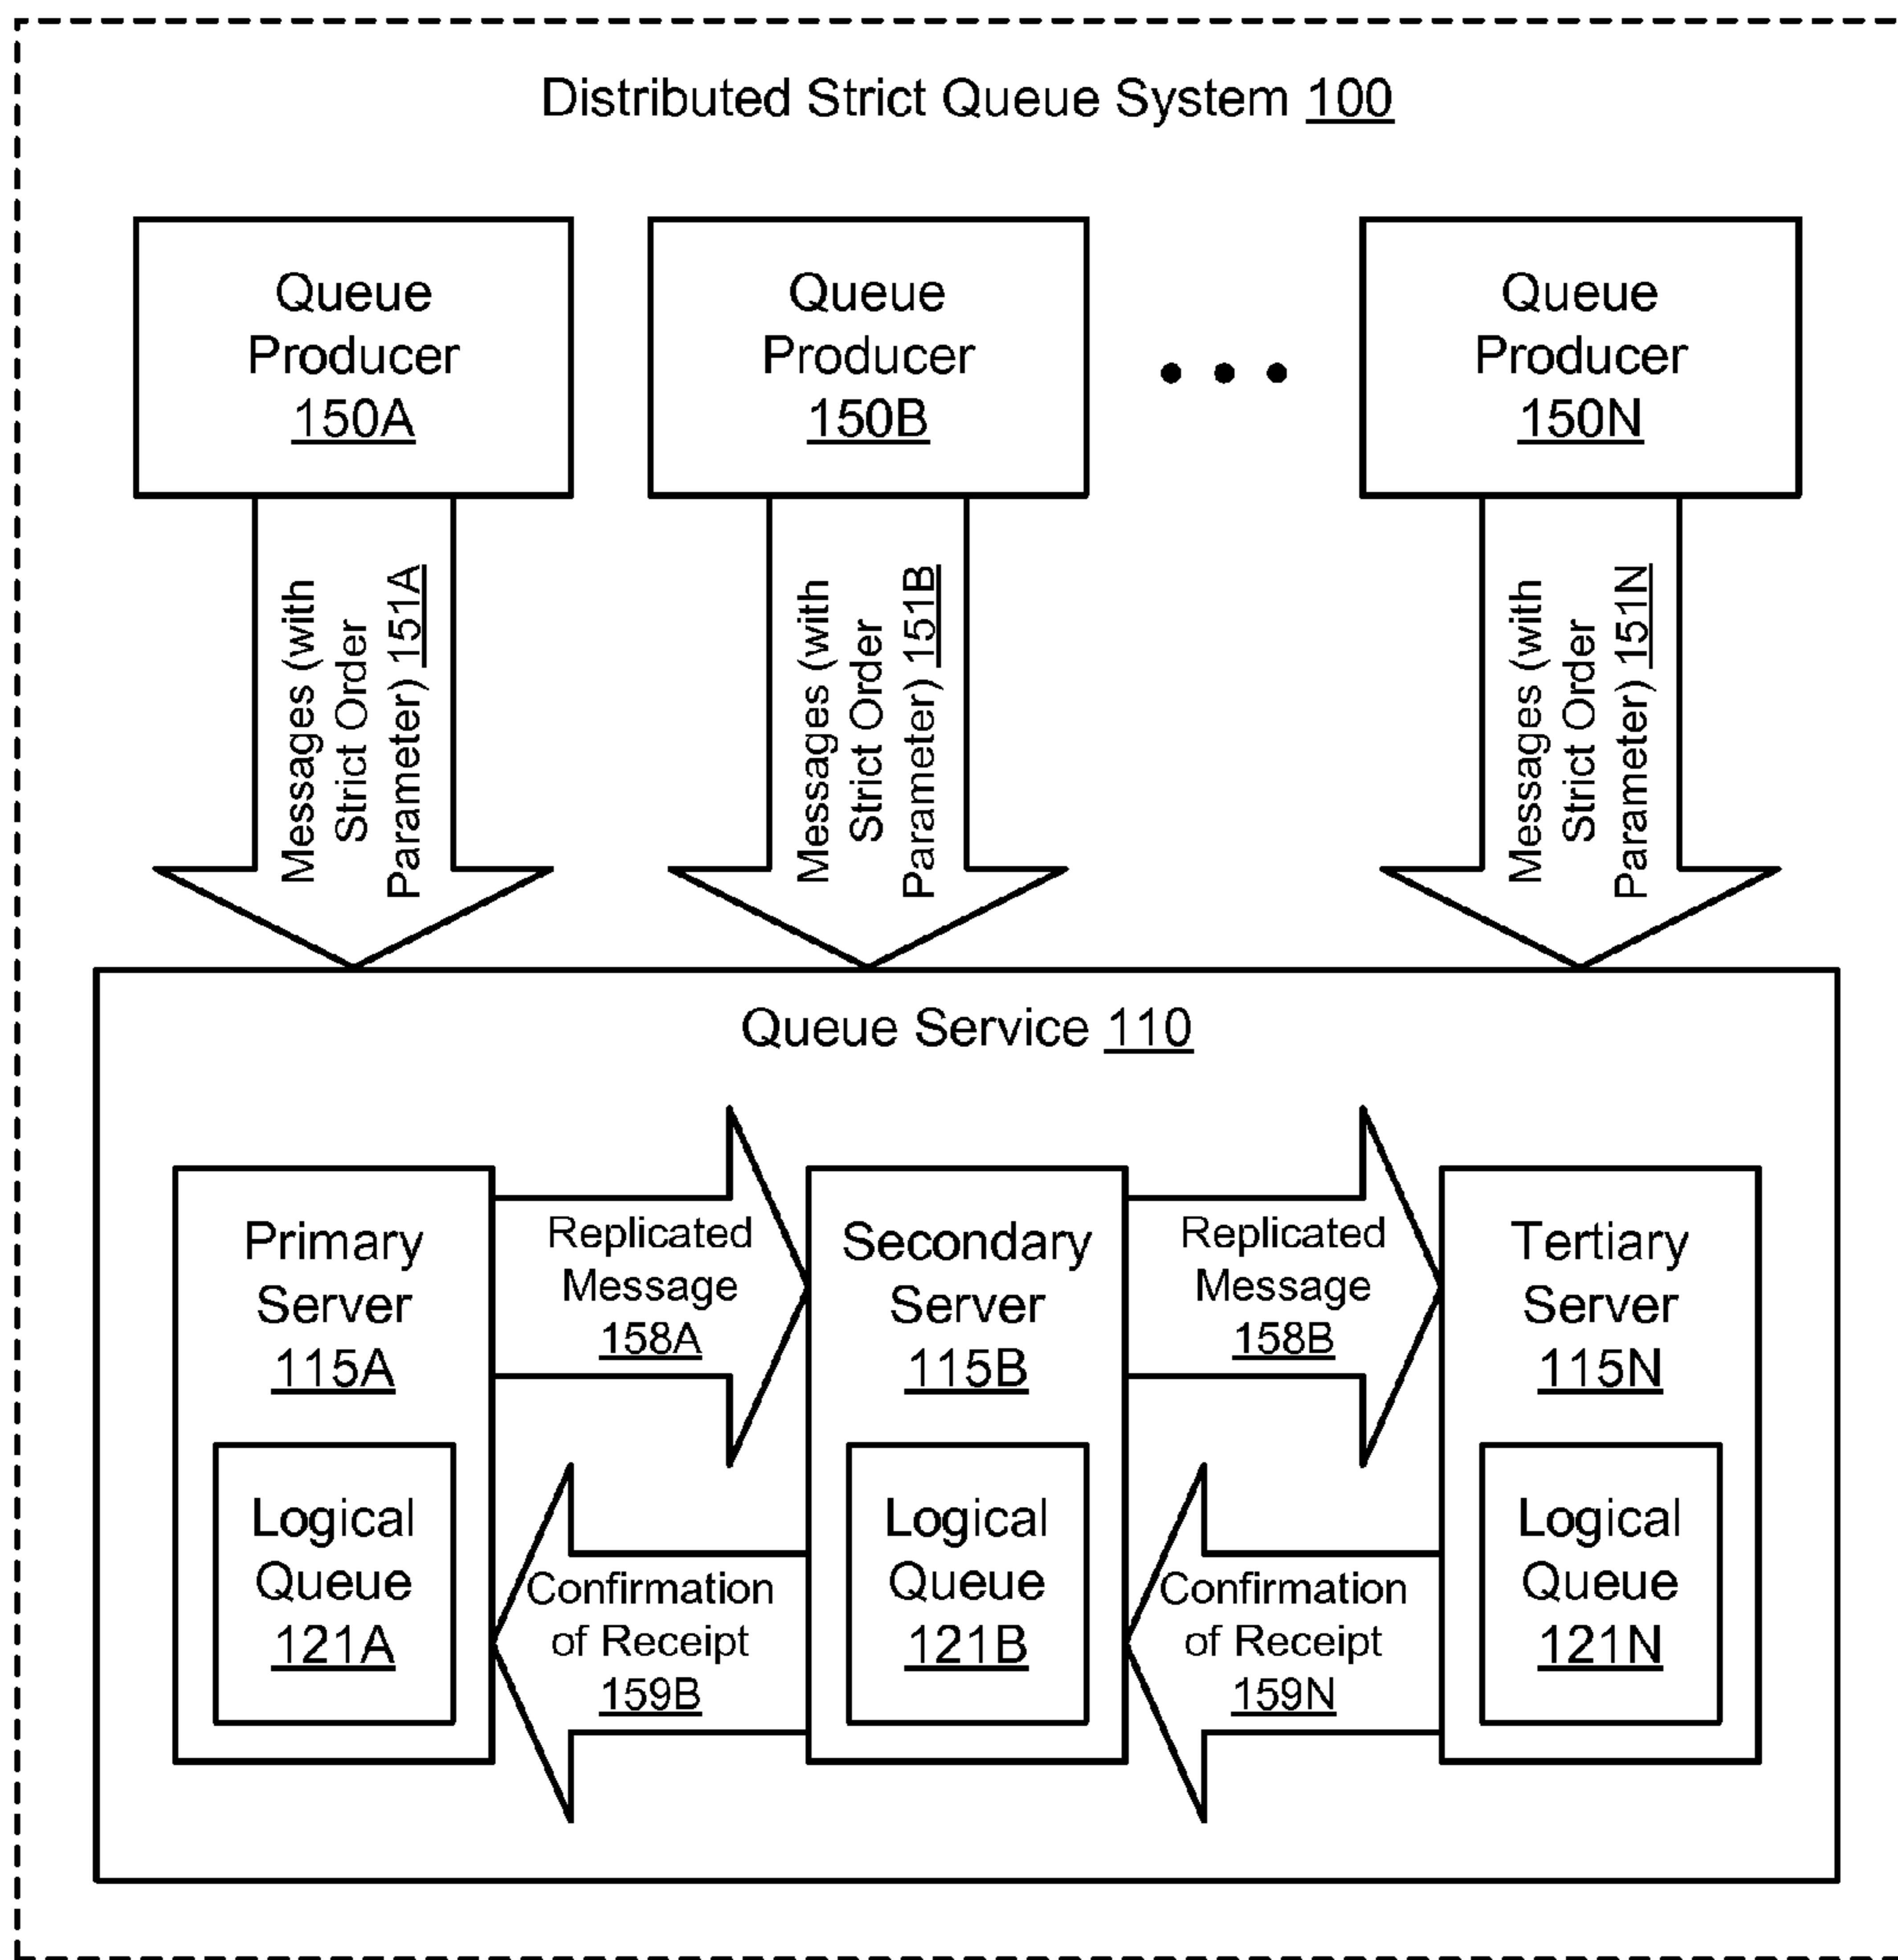 Distributed Strict Queue System 100
Queue
Producer
150A
Queue
Producer
150B
Queue
Producer
150N
Messages (with
Strict Order
Parameter) 151A
Messages (with
Strict Order
Parameter) 151B
Messages (with
Strict Order
Parameter) 151N
Queue Service 110
Primary
Server
115A
Replicated
Message
158A
Secondary
Server
115B
Replicated
Message
158B
Tertiary
Server
115N
Logical
Queue
121A
Confirmation
of Receipt
159B
Logical
Queue
121B
Confirmation
of Receipt
159N
Logical
Queue
121N